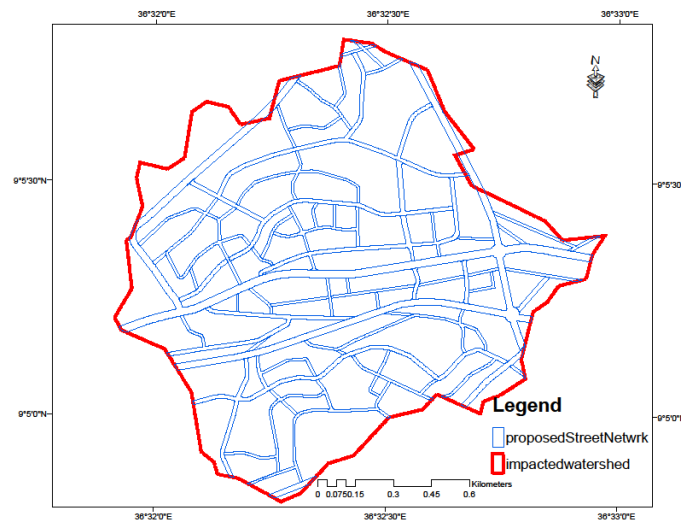 36°32'0"E 36°32'30"E 36°33'0"E
N
9°5'30"N 9°5'30
9°5'0"N 9°5'0"N
Legend
proposedStreetNetwrk
impactedwatershed
Kilometers
0 0.0750.15 0.3 0.45 0.6
36°32'0"E 36°32'30"E 36°33'0"E